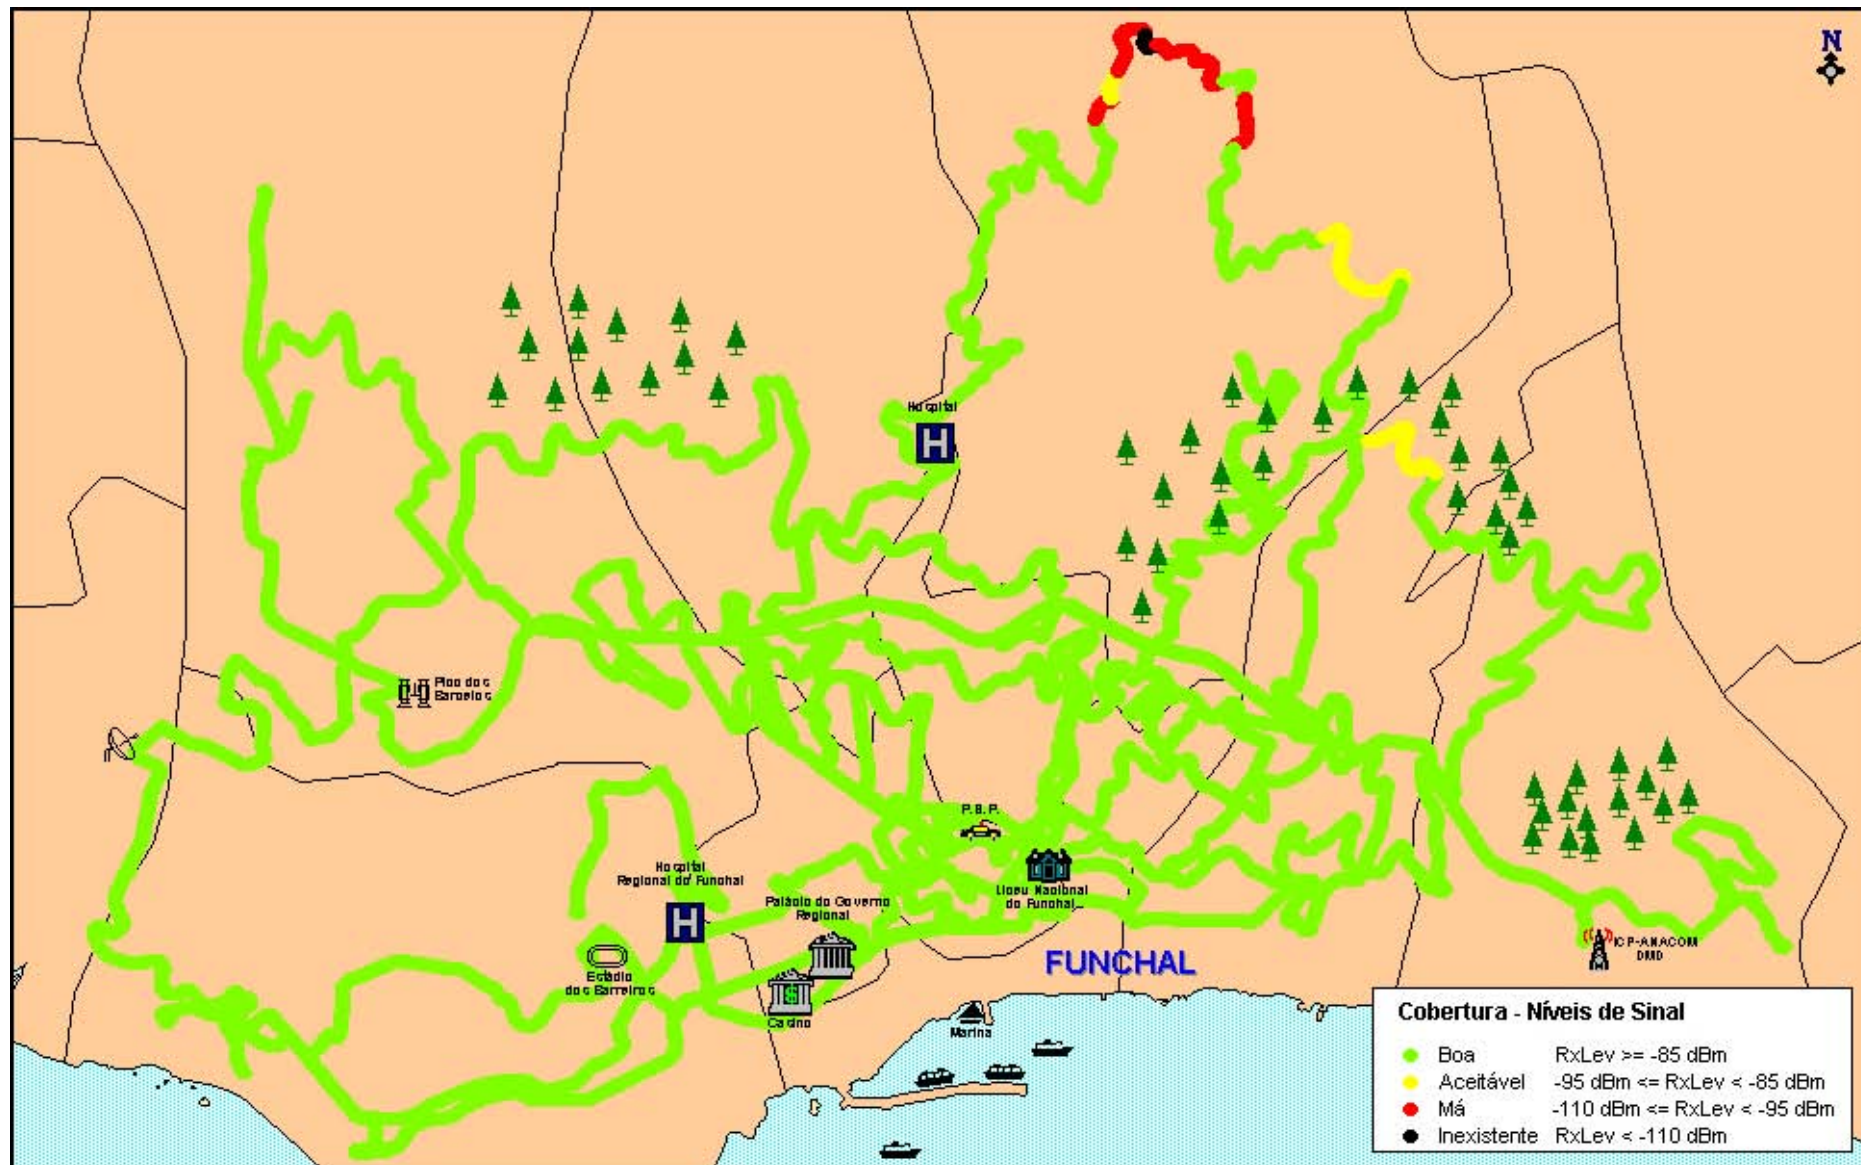 N
Hospital
H
Pico dos
Barcelos
P.S.P.
Hospital
Regional do Funchal
H
Liceu Nacional
do Funchal
Palácio do Governo
Regional
ICP-ANACOM
FUNCHAL
Estádio
dos Barreiros
$
Casino
Marina
Cobertura - Níveis de Sinal
Boa RxLev >= -85 dBm
Aceitável -95 dBm <= RxLev < -85 dBm
Má -110 dBm <= RxLev < -95 dBm
Inexistente RxLev < -110 dBm